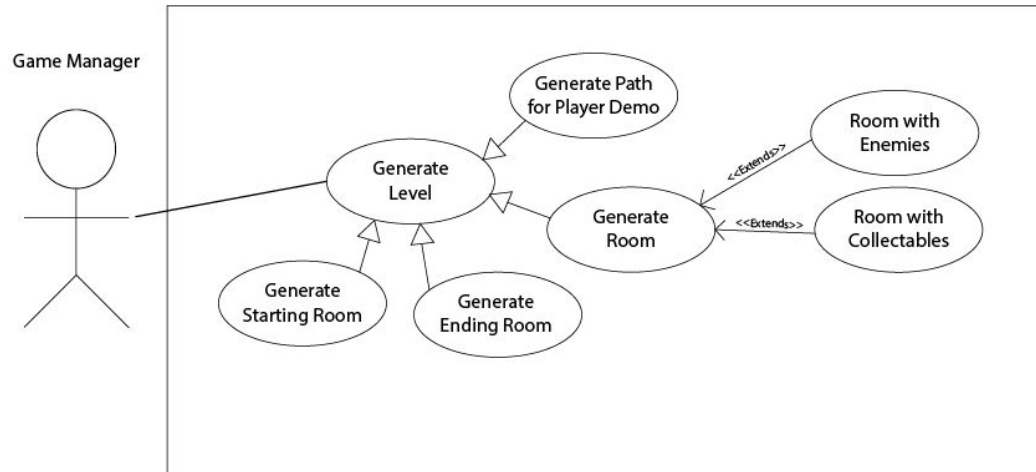 Game Manager
Generate Path
for Player Demo
Generate
Level
Room with
Enemies
<<Extends>>
Generate
Room
<<Extends>>
Room with
Collectables
Generate
Starting Room
Generate
Ending Room